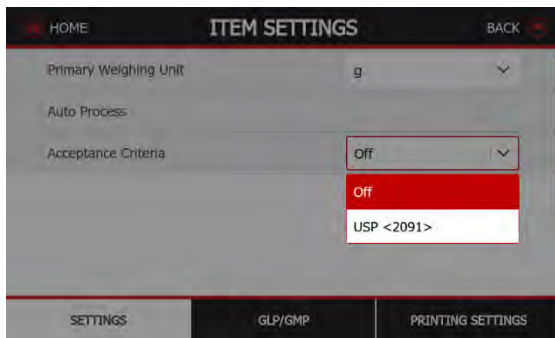 HOME ITEM SETTINGS BACK
Primary Weighing Unit g
Auto Process
Acceptance Criteria Off
Off
USP <2091>
SETTINGS GLP/GMP PRINTING SETTINGS